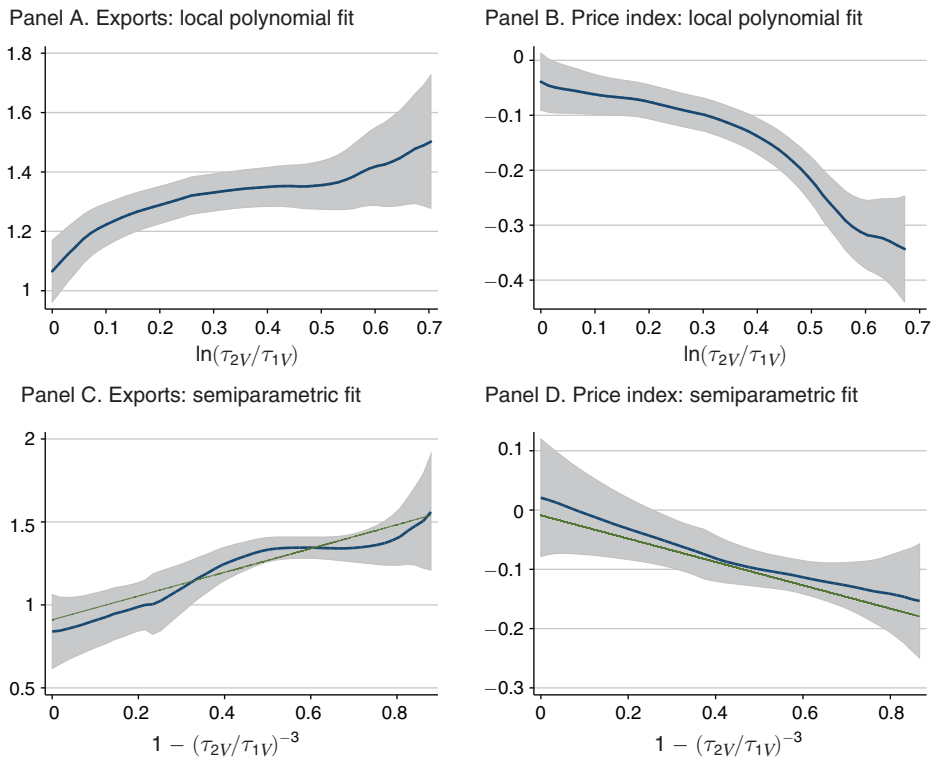 Panel A. Exports: local polynomial fit
1.8
1.6
1.4
1.2
1
0 0.1 0.2 0.3 0.4 0.5 0.6 0.7
ln(τ2V/τ1V)
Panel B. Price index: local polynomial fit
0
−0.1
−0.2
−0.3
−0.4
0 0.1 0.2 0.3 0.4 0.5 0.6 0.7
ln(τ2V/τ1V)
Panel C. Exports: semiparametric fit
2
1.5
1
0.5
0 0.2 0.4 0.6 0.8
1 − (τ2V/τ1V)−3
Panel D. Price index: semiparametric fit
0.1
0
−0.1
−0.2
−0.3
0 0.2 0.4 0.6 0.8
1 − (τ2V/τ1V)−3